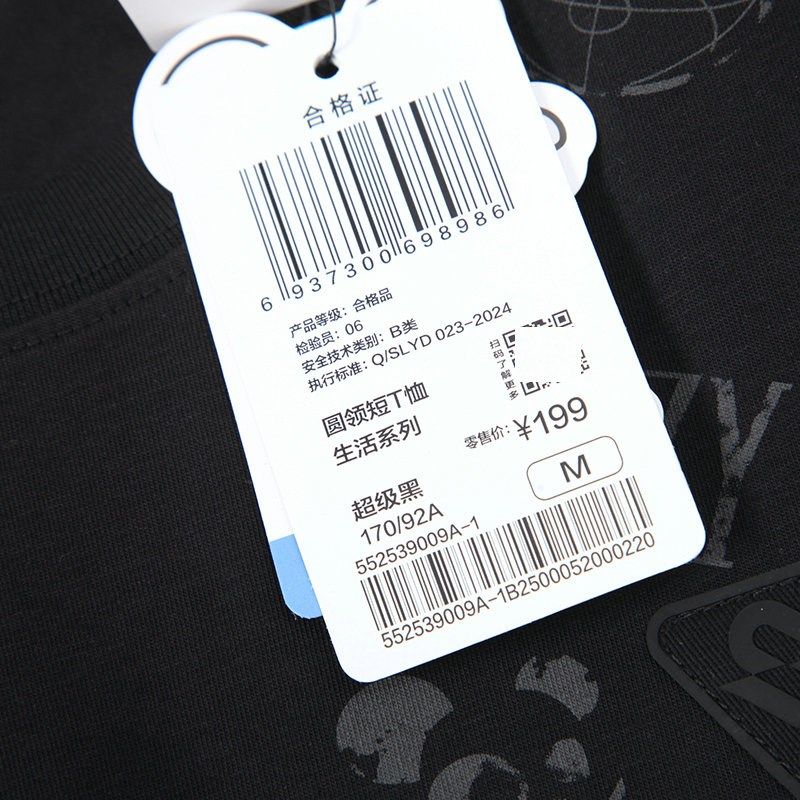 合格证
6 937300 698986
产品等级：合格品
检验员：06
安全技术类别：B类
执行标准：Q/SLYD 023-2024
扫码了解更多
圆领短T恤
生活系列
零售价：¥199
超级黑
M
170/92A
552539009A-1
552539009A-1B2500052000220
ZY